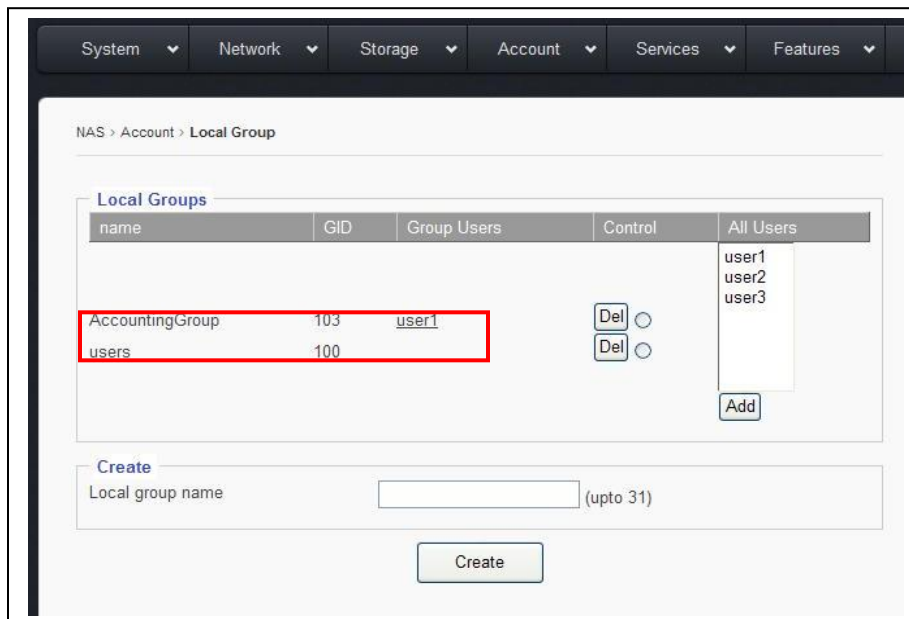 System Network Storage Account Services Features
NAS > Account > Local Group
Local Groups
name GID Group Users Control All Users
user1
user2
user3
AccountingGroup 103 user1 Del
users 100 Del
Add
Create
Local group name (upto 31)
Create